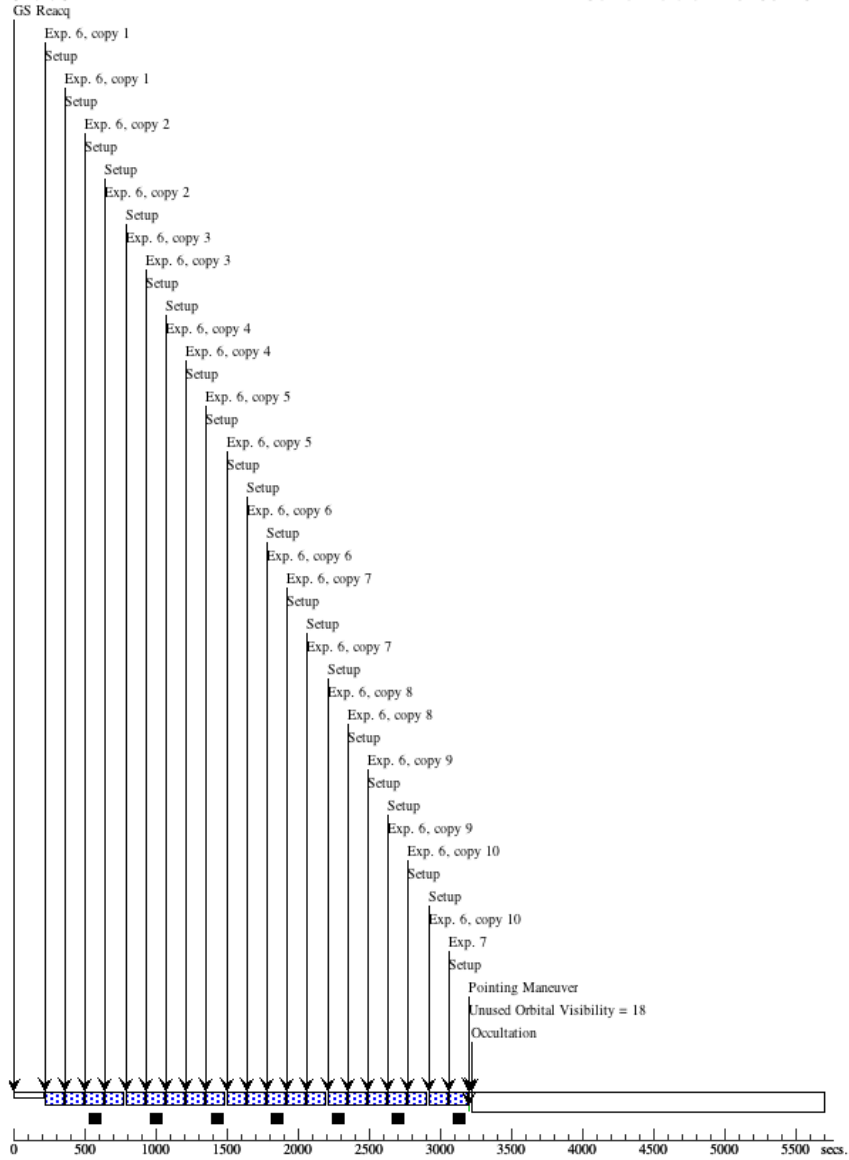 GS Reacq
Exp. 6, copy 1
Setup
Exp. 6, copy 1
Setup
Exp. 6, copy 2
Setup
Setup
Exp. 6, copy 2
Setup
Exp. 6, copy 3
Exp. 6, copy 3
Setup
Setup
Exp. 6, copy 4
Exp. 6, copy 4
Setup
Exp. 6, copy 5
Setup
Exp. 6, copy 5
Setup
Setup
Exp. 6, copy 6
Setup
Exp. 6, copy 6
Exp. 6, copy 7
Setup
Setup
Exp. 6, copy 7
Setup
Exp. 6, copy 8
Exp. 6, copy 8
Setup
Exp. 6, copy 9
Setup
Setup
Exp. 6, copy 9
Exp. 6, copy 10
Setup
Setup
Exp. 6, copy 10
Exp. 7
Setup
Pointing Maneuver
Unused Orbital Visibility = 18
Occultation
0 500 1000 1500 2000 2500 3000 3500 4000 4500 5000 5500 secs.